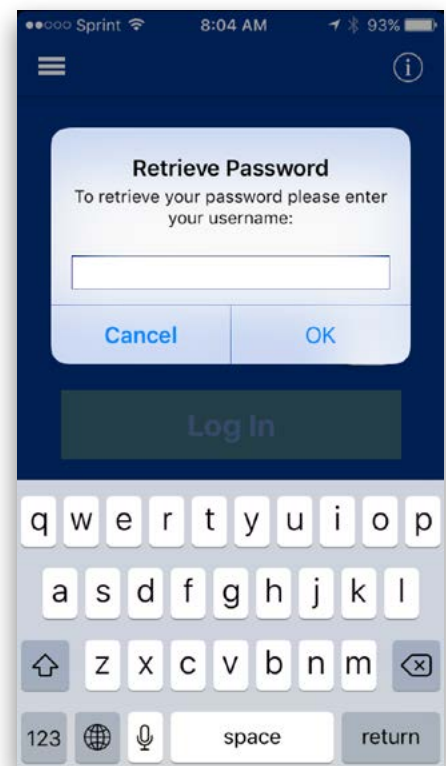 Sprint 8:04 AM 93%
Retrieve Password
To retrieve your password please enter
your username:
Cancel OK
Log In
q w e r t y u i o p
a s d f g h j k l
z x c v b n m
123 space return